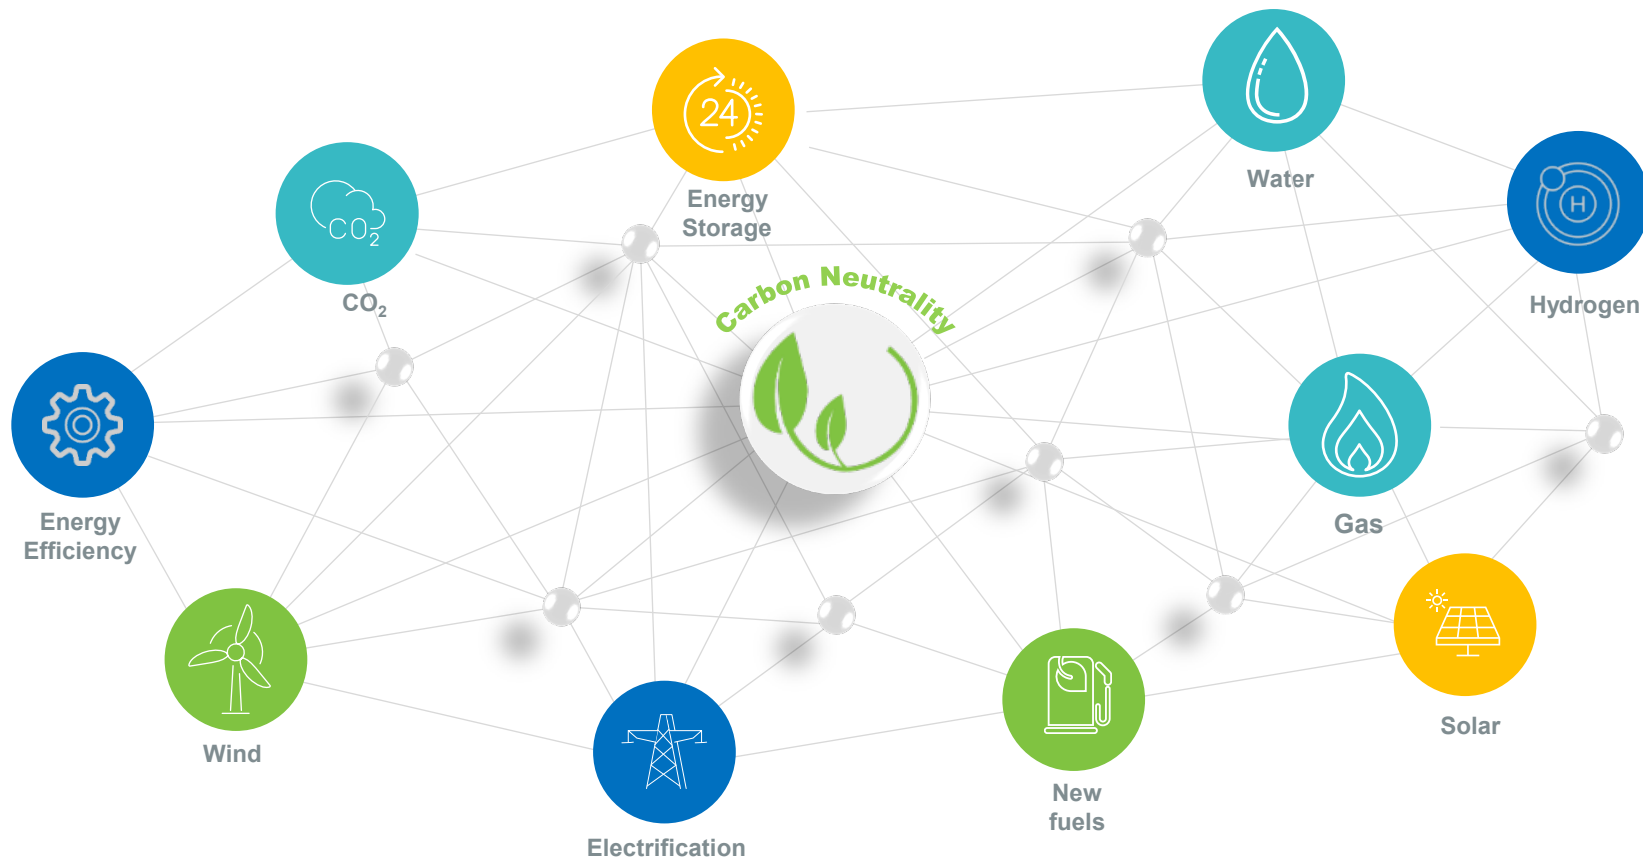 24
Energy
Storage
Water
CO₂
CO₂
H
Hydrogen
Carbon Neutrality
Energy
Efficiency
Gas
Wind
Solar
New
fuels
Electrification